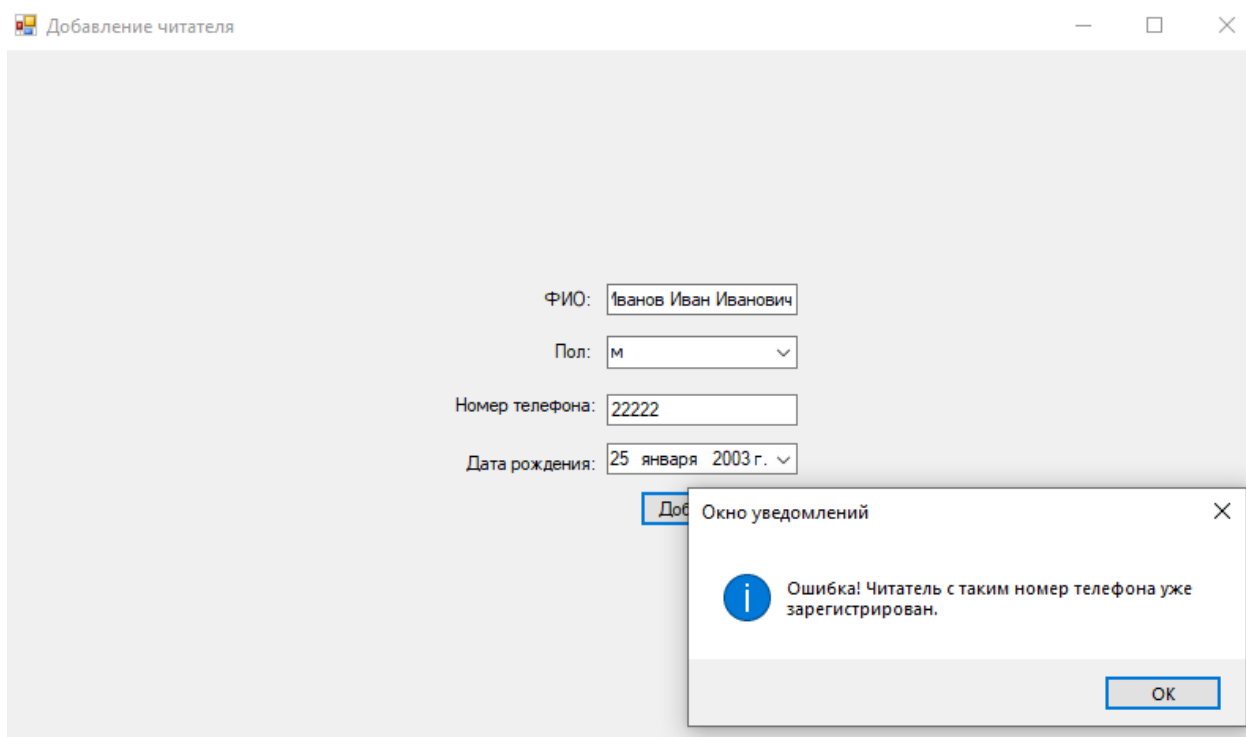 Добавление читателя
ФИО: Иванов Иван Иванович
Пол: м
Номер телефона: 22222
Дата рождения: 25 января 2003 г.
Окно уведомлений
Ошибка! Читатель с таким номер телефона уже
зарегистрирован.
ОК